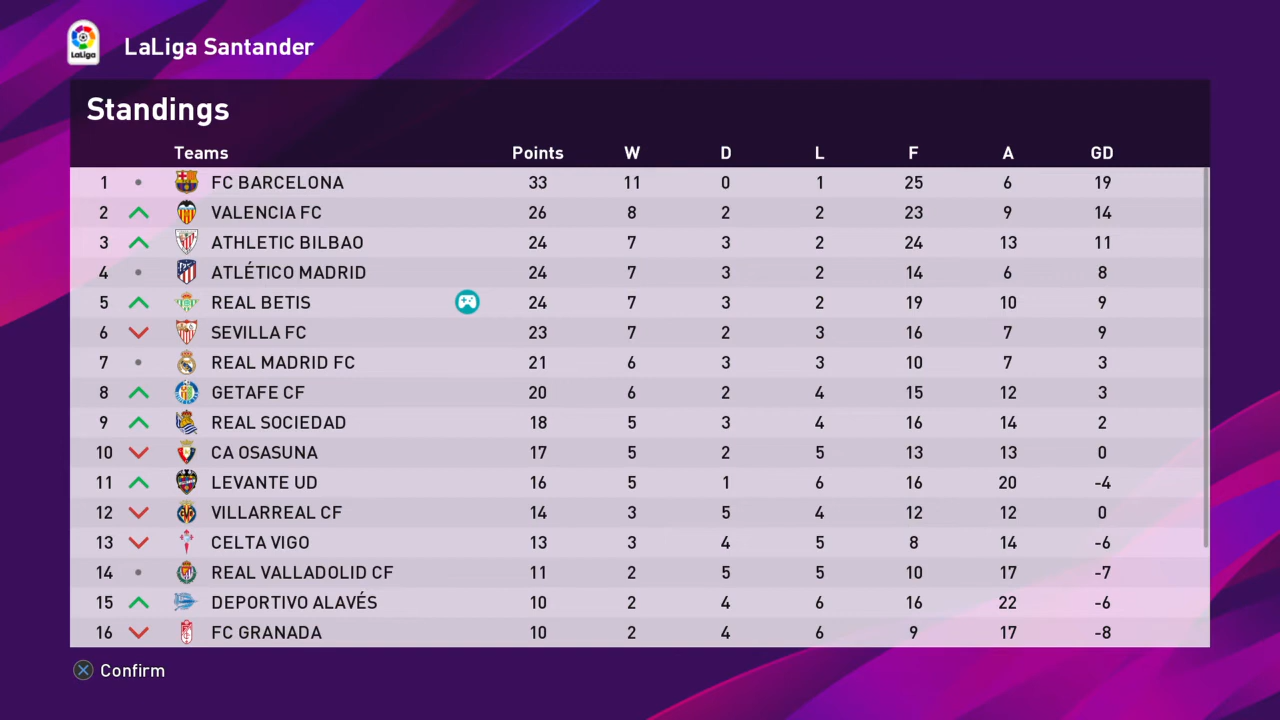 LaLiga
LaLiga Santander
Standings
Teams Points W D L F A GD
1 FC BARCELONA 33 11 0 1 25 6 19
2 VALENCIA FC 26 8 2 2 23 9 14
3 ATHLETIC BILBAO 24 7 3 2 24 13 11
4 ATLÉTICO MADRID 24 7 3 2 14 6 8
5 REAL BETIS 24 7 3 2 19 10 9
6 SEVILLA FC 23 7 2 3 16 7 9
7 REAL MADRID FC 21 6 3 3 10 7 3
8 GETAFE CF 20 6 2 4 15 12 3
9 REAL SOCIEDAD 18 5 3 4 16 14 2
10 CA OSASUNA 17 5 2 5 13 13 0
11 LEVANTE UD 16 5 1 6 16 20 -4
12 VILLARREAL CF 14 3 5 4 12 12 0
13 CELTA VIGO 13 3 4 5 8 14 -6
14 REAL VALLADOLID CF 11 2 5 5 10 17 -7
15 DEPORTIVO ALAVÉS 10 2 4 6 16 22 -6
16 FC GRANADA 10 2 4 6 9 17 -8
Confirm